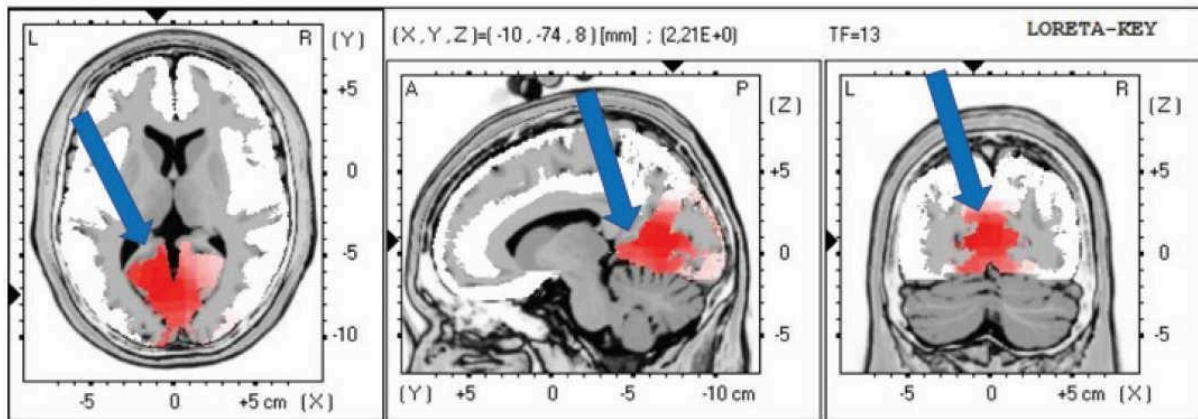 (X, Y, Z)=(-10, -74, 8) [mm] ; (2,21E+0) TF=13 LORETA-KEY
L R (Y)
+5
0
-5
-10
-5 0 +5 cm (X)
A P (Z)
+5
0
-5
(Y) +5 0 -5 -10 cm
L R (Z)
+5
0
-5
-5 0 +5 cm (X)